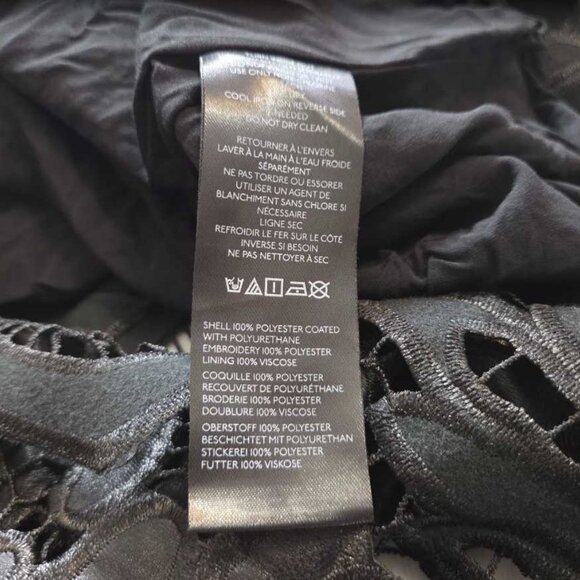 USE ONLY
COOL IRON ON REVERSE SIDE
IF NEEDED
DO NOT DRY CLEAN
RETOURNER À L'ENVERS
LAVER À LA MAIN À L'EAU FROIDE
SÉPARÉMENT
NE PAS TORDRE OU ESSORER
UTILISER UN AGENT DE
BLANCHIMENT SANS CHLORE SI
NÉCESSAIRE
LIGNE SEC
REFROIDIR LE FER SUR LE CÔTÉ
INVERSE SI BESOIN
NE PAS NETTOYER À SEC
SHELL 100% POLYESTER COATED
WITH POLYURETHANE
EMBROIDERY 100% POLYESTER
LINING 100% VISCOSE
COQUILLE 100% POLYESTER
RECOUVERT DE POLYURÉTHANE
BRODERIE 100% POLYESTER
DOUBLURE 100% VISCOSE
OBERSTOFF 100% POLYESTER
BESCHICHTET MIT POLYURETHAN
STICKEREI 100% POLYESTER
FUTTER 100% VISKOSE